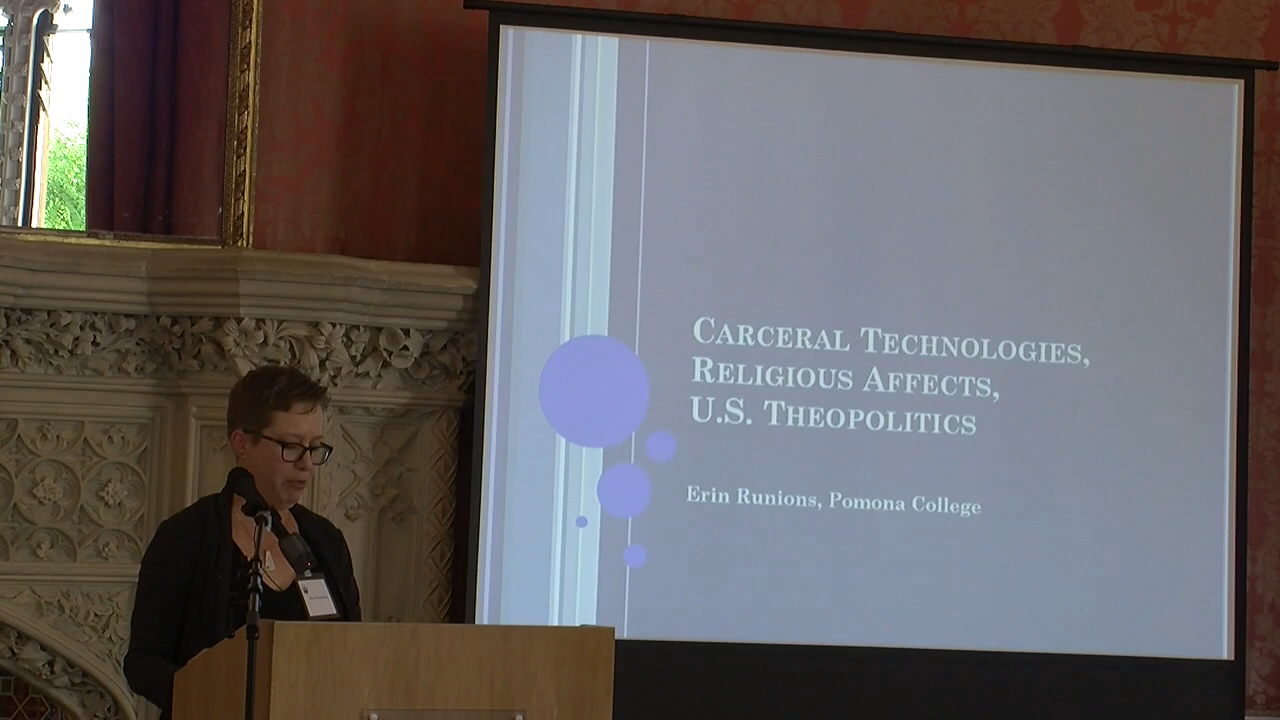 Carceral Technologies,
Religious Affects,
U.S. Theopolitics
Erin Runions, Pomona College